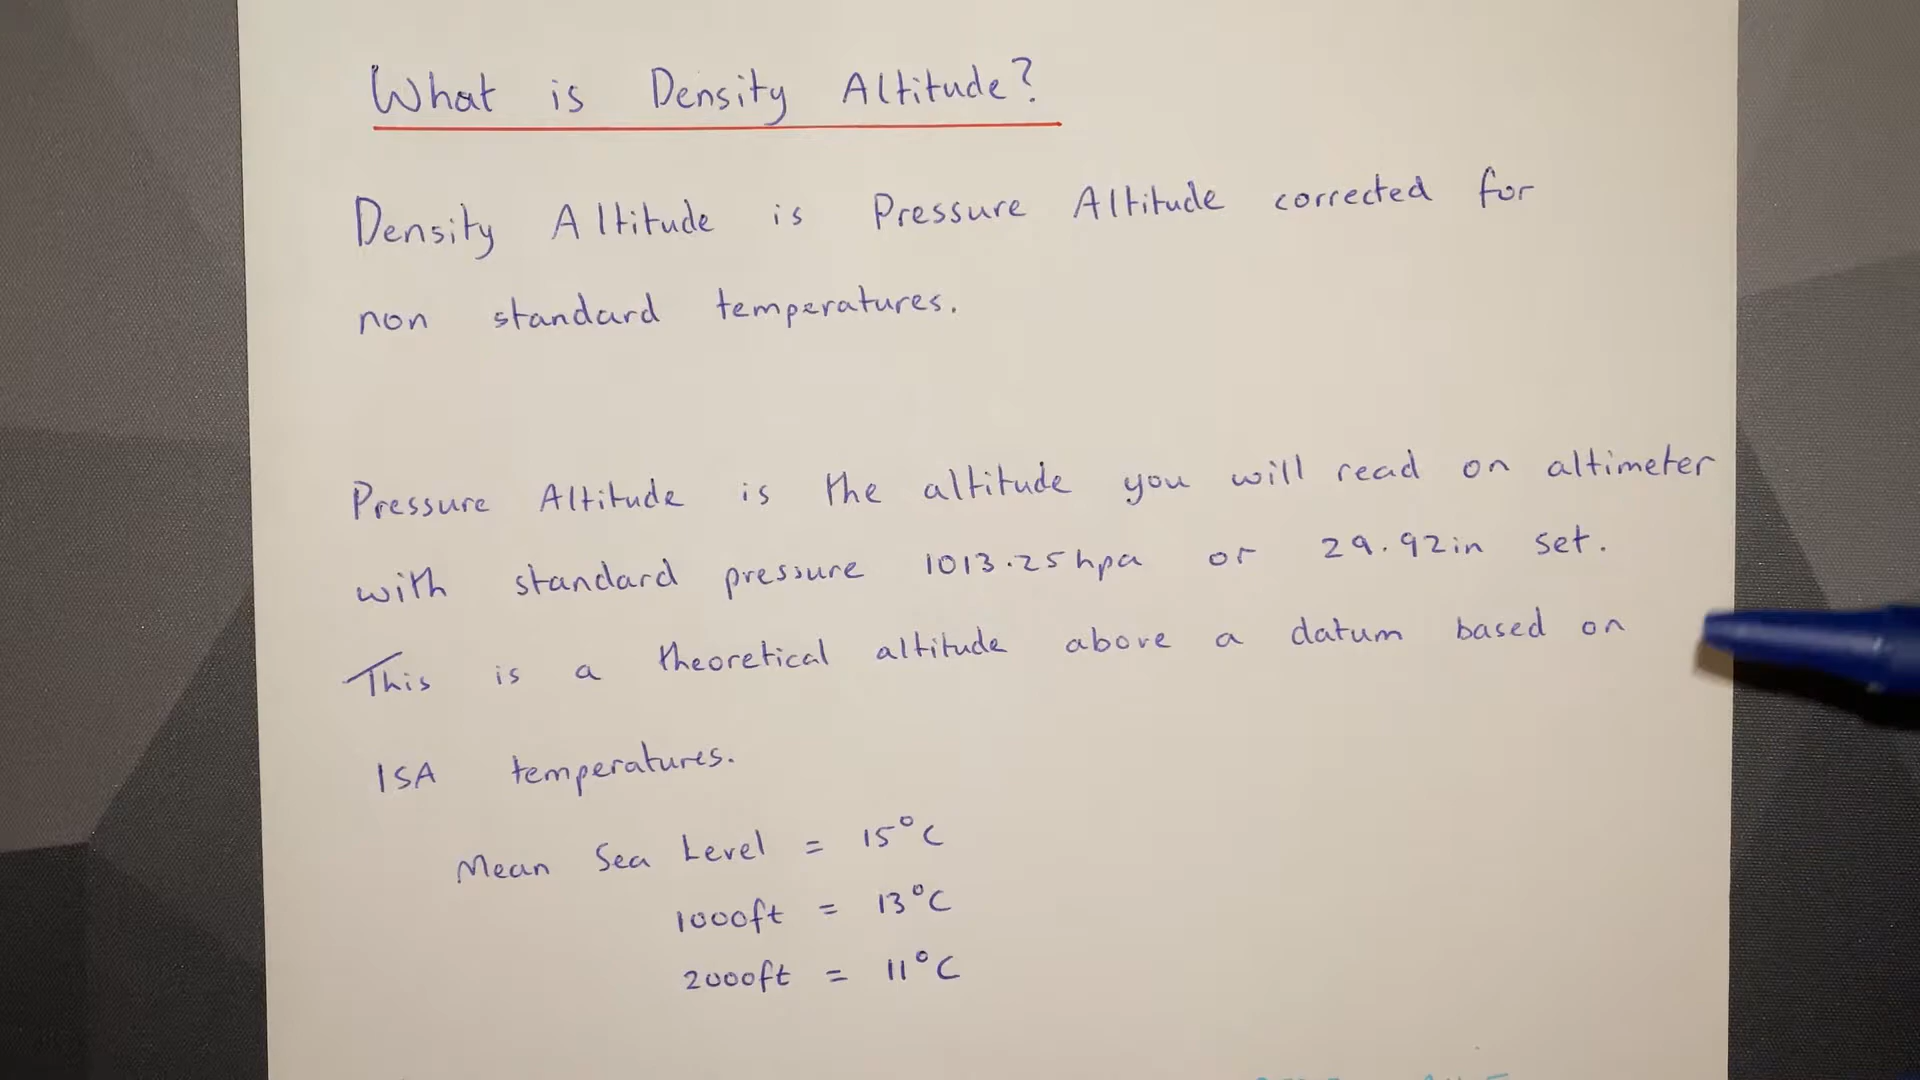 What is Density Altitude?
Density Altitude is Pressure Altitude corrected for
non standard temperatures.
Pressure Altitude is the altitude you will read on altimeter
with standard pressure 1013.25hpa or 29.92in set.
This is a theoretical altitude above a datum based on
ISA temperatures.
Mean Sea Level = 15°C
1000ft = 13°C
2000ft = 11°C